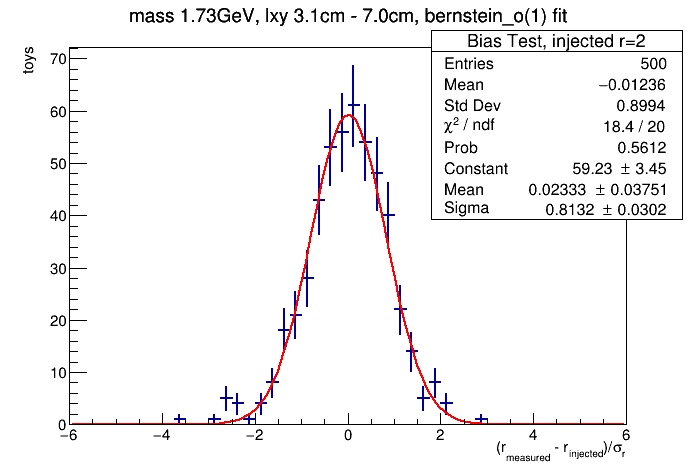 mass 1.73GeV, lxy 3.1cm - 7.0cm, bernstein_o(1) fit
Bias Test, injected r=2
Entries 500
Mean −0.01236
Std Dev 0.8994
χ² / ndf 18.4 / 20
Prob 0.5612
Constant 59.23 ± 3.45
Mean 0.02333 ± 0.03751
Sigma 0.8132 ± 0.0302
toys
70
60
50
40
30
20
10
0
−6 −4 −2 0 2 4 6
(r_measured - r_injected)/σ_r